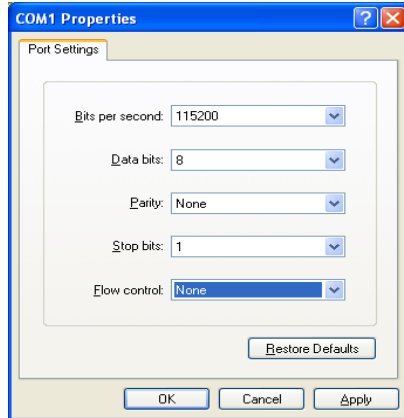 COM1 Properties
Port Settings
Bits per second: 115200
Data bits: 8
Parity: None
Stop bits: 1
Flow control: None
Restore Defaults
OK Cancel Apply